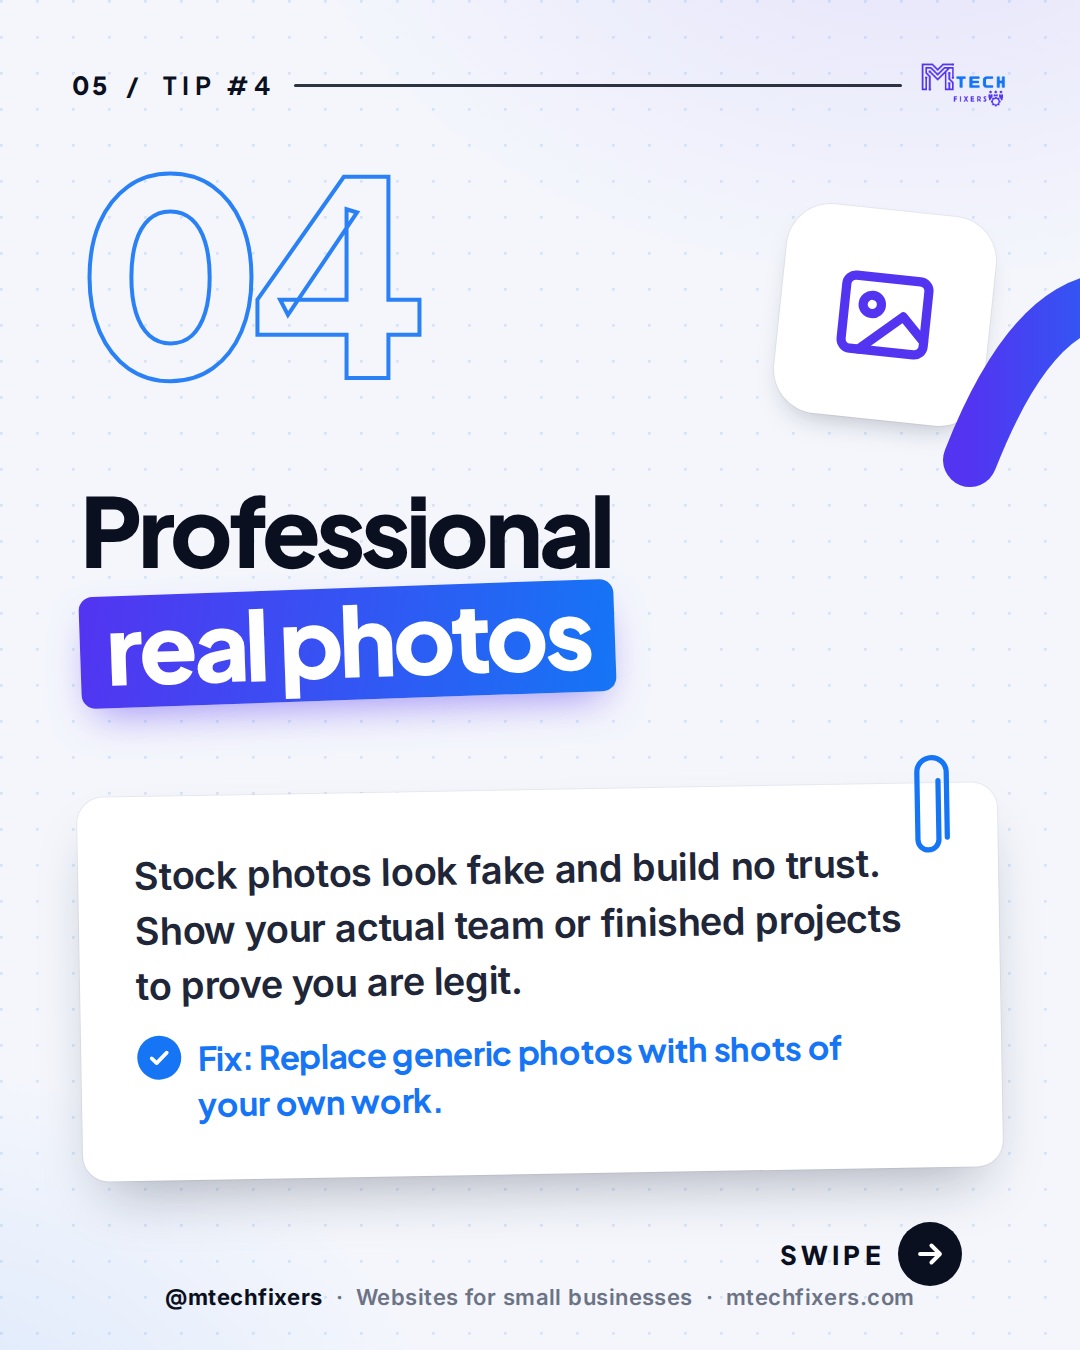 05 / TIP #4
MTECH
FIXERS
04
Professional
real photos
Stock photos look fake and build no trust.
Show your actual team or finished projects
to prove you are legit.
Fix: Replace generic photos with shots of
your own work.
SWIPE
@mtechfixers · Websites for small businesses · mtechfixers.com